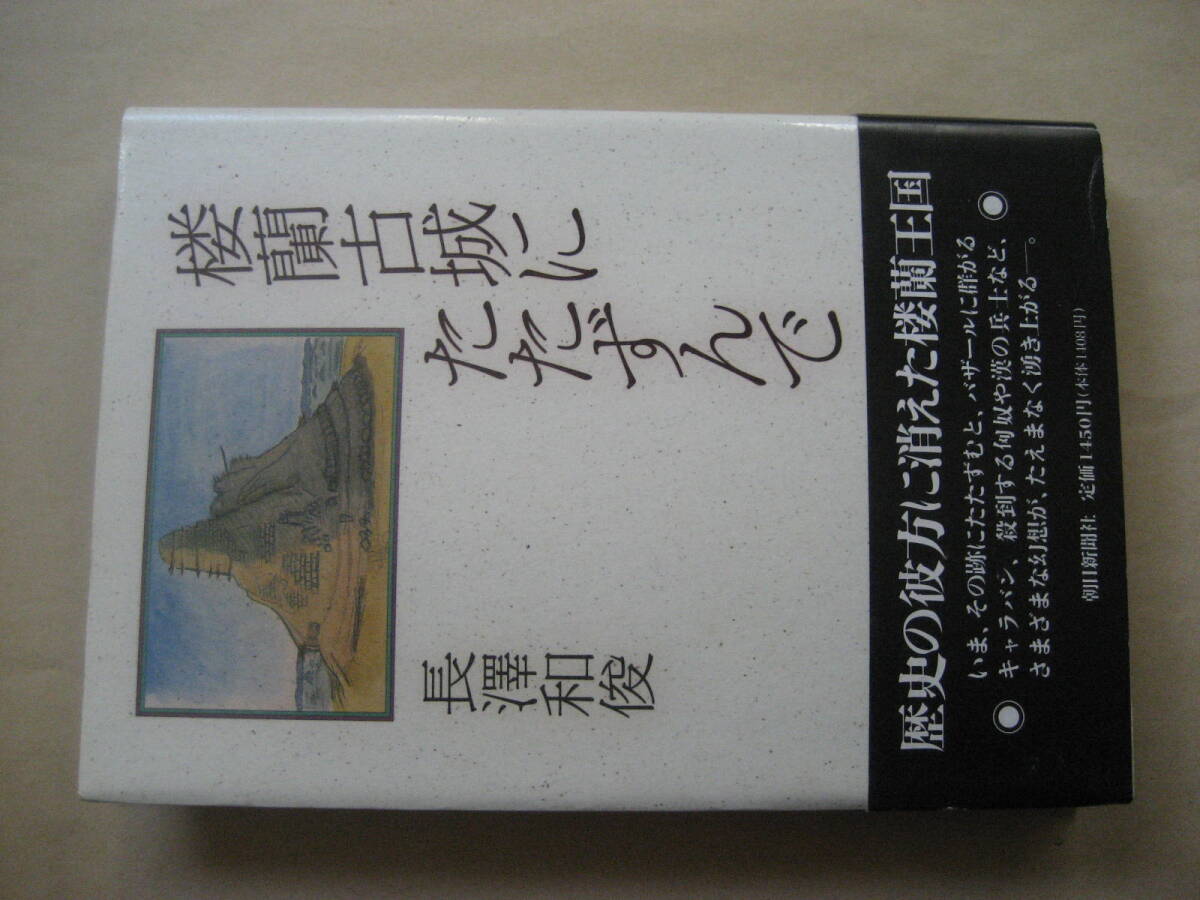 楼蘭古城に
たたずんで
長澤和俊
歴史の彼方に消えた楼蘭王国
いま、その跡にたたずむと、バザールに群がる
キャラバン、殺到する匈奴や漢の兵士など、
さまざまな幻想が、たえまなく湧き上がる──。
朝日新聞社 定価1450円(本体1408円)